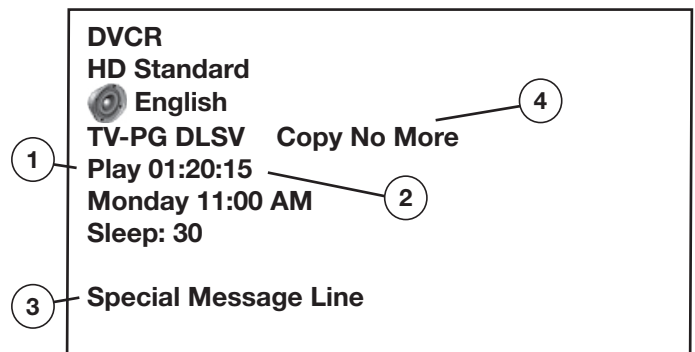 DVCR
HD Standard
English
TV-PG DLSV Copy No More
Play 01:20:15
Monday 11:00 AM
Sleep: 30
Special Message Line
1
2
3
4